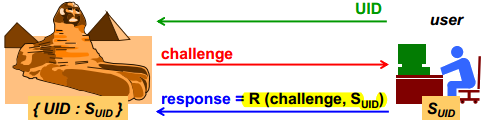 UID
user
challenge
{ UID : SUID }
response = R (challenge, SUID)
SUID